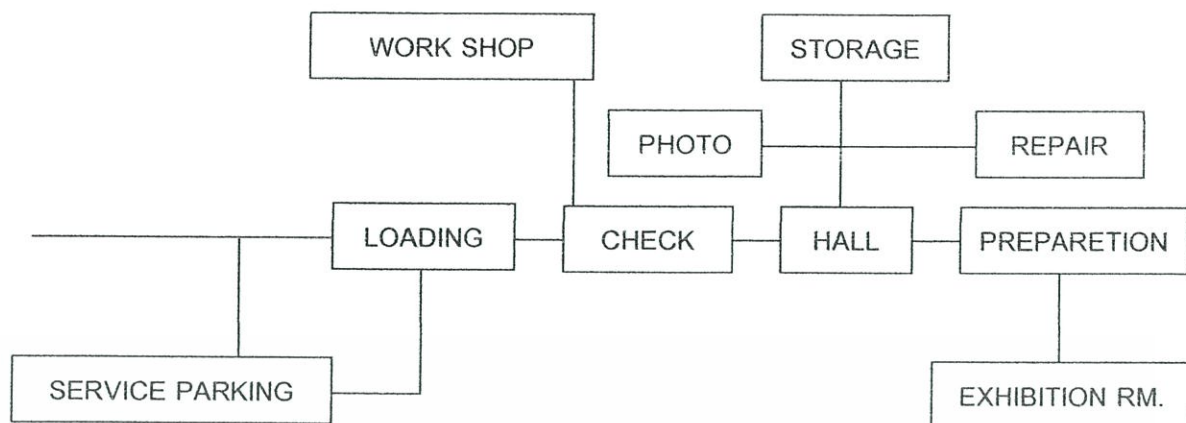 WORK SHOP
STORAGE
PHOTO
REPAIR
LOADING
CHECK
HALL
PREPARETION
SERVICE PARKING
EXHIBITION RM.